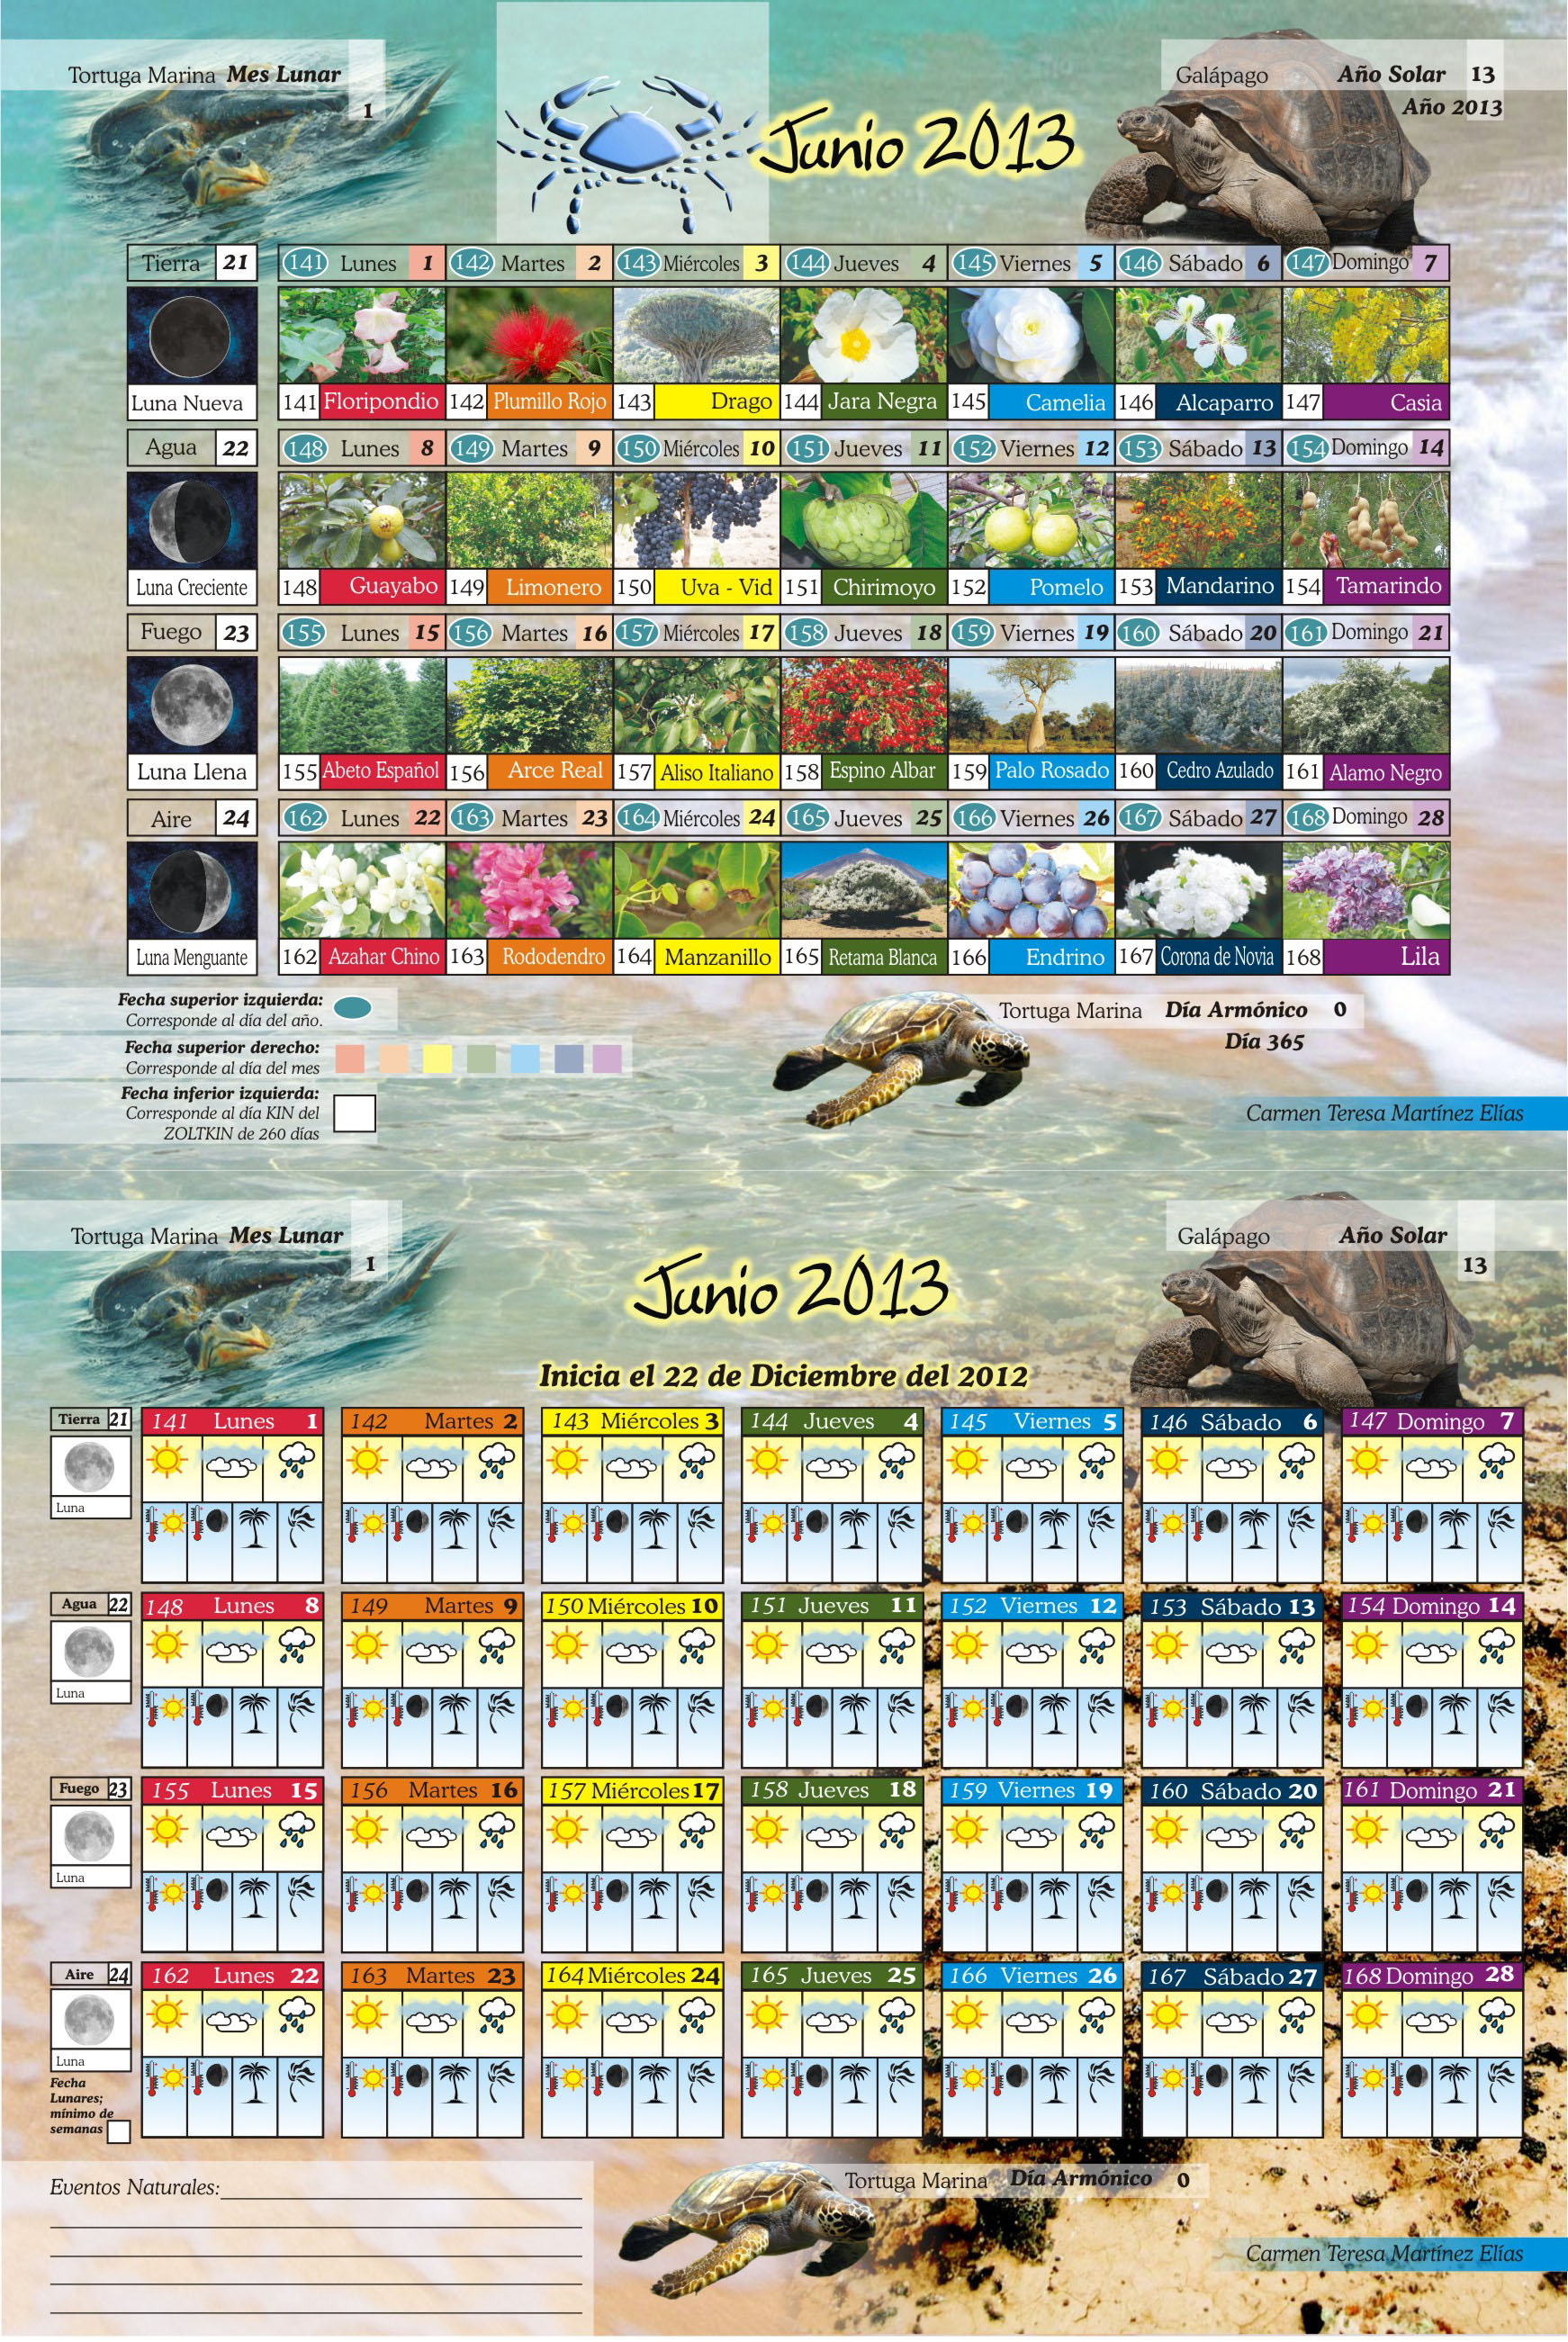 Tortuga Marina Mes Lunar
1
Junio 2013
Galápago Año Solar 13
Año 2013
Tierra 21 141 Lunes 1 142 Martes 2 143 Miércoles 3 144 Jueves 4 145 Viernes 5 146 Sábado 6 147 Domingo 7
Luna Nueva 141 Floripondio 142 Plumillo Rojo 143 Drago 144 Jara Negra 145 Camelia 146 Alcaparro 147 Casia
Agua 22 148 Lunes 8 149 Martes 9 150 Miércoles 10 151 Jueves 11 152 Viernes 12 153 Sábado 13 154 Domingo 14
Luna Creciente 148 Guayabo 149 Limonero 150 Uva - Vid 151 Chirimoyo 152 Pomelo 153 Mandarino 154 Tamarindo
Fuego 23 155 Lunes 15 156 Martes 16 157 Miércoles 17 158 Jueves 18 159 Viernes 19 160 Sábado 20 161 Domingo 21
Luna Llena 155 Abeto Español 156 Arce Real 157 Aliso Italiano 158 Espino Albar 159 Palo Rosado 160 Cedro Azulado 161 Alamo Negro
Aire 24 162 Lunes 22 163 Martes 23 164 Miércoles 24 165 Jueves 25 166 Viernes 26 167 Sábado 27 168 Domingo 28
Luna Menguante 162 Azahar Chino 163 Rododendro 164 Manzanillo 165 Retama Blanca 166 Endrino 167 Corona de Novia 168 Lila
Fecha superior izquierda:
Corresponde al día del año.
Fecha superior derecho:
Corresponde al día del mes
Fecha inferior izquierda:
Corresponde al día KIN del
ZOLTKIN de 260 días
Tortuga Marina Día Armónico 0
Día 365
Carmen Teresa Martínez Elías
Tortuga Marina Mes Lunar
1
Junio 2013
Galápago Año Solar
13
Inicia el 22 de Diciembre del 2012
Tierra 21 141 Lunes 1 142 Martes 2 143 Miércoles 3 144 Jueves 4 145 Viernes 5 146 Sábado 6 147 Domingo 7
Luna
Agua 22 148 Lunes 8 149 Martes 9 150 Miércoles 10 151 Jueves 11 152 Viernes 12 153 Sábado 13 154 Domingo 14
Luna
Fuego 23 155 Lunes 15 156 Martes 16 157 Miércoles 17 158 Jueves 18 159 Viernes 19 160 Sábado 20 161 Domingo 21
Luna
Aire 24 162 Lunes 22 163 Martes 23 164 Miércoles 24 165 Jueves 25 166 Viernes 26 167 Sábado 27 168 Domingo 28
Luna
Fecha
Lunares;
mínimo de
semanas
Eventos Naturales:
Tortuga Marina Día Armónico 0
Carmen Teresa Martínez Elías